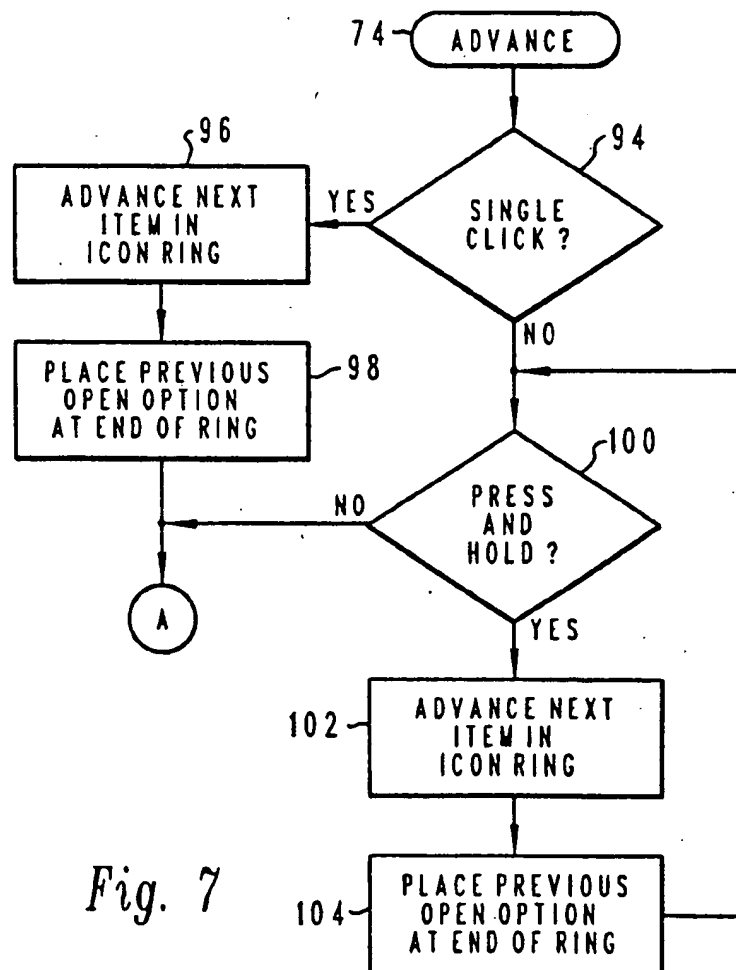 74
ADVANCE
96
94
ADVANCE NEXT
ITEM IN
ICON RING
YES
SINGLE
CLICK ?
NO
PLACE PREVIOUS
OPEN OPTION
AT END OF RING
98
100
NO
PRESS
AND
HOLD ?
A
YES
102
ADVANCE NEXT
ITEM IN
ICON RING
Fig. 7
104
PLACE PREVIOUS
OPEN OPTION
AT END OF RING